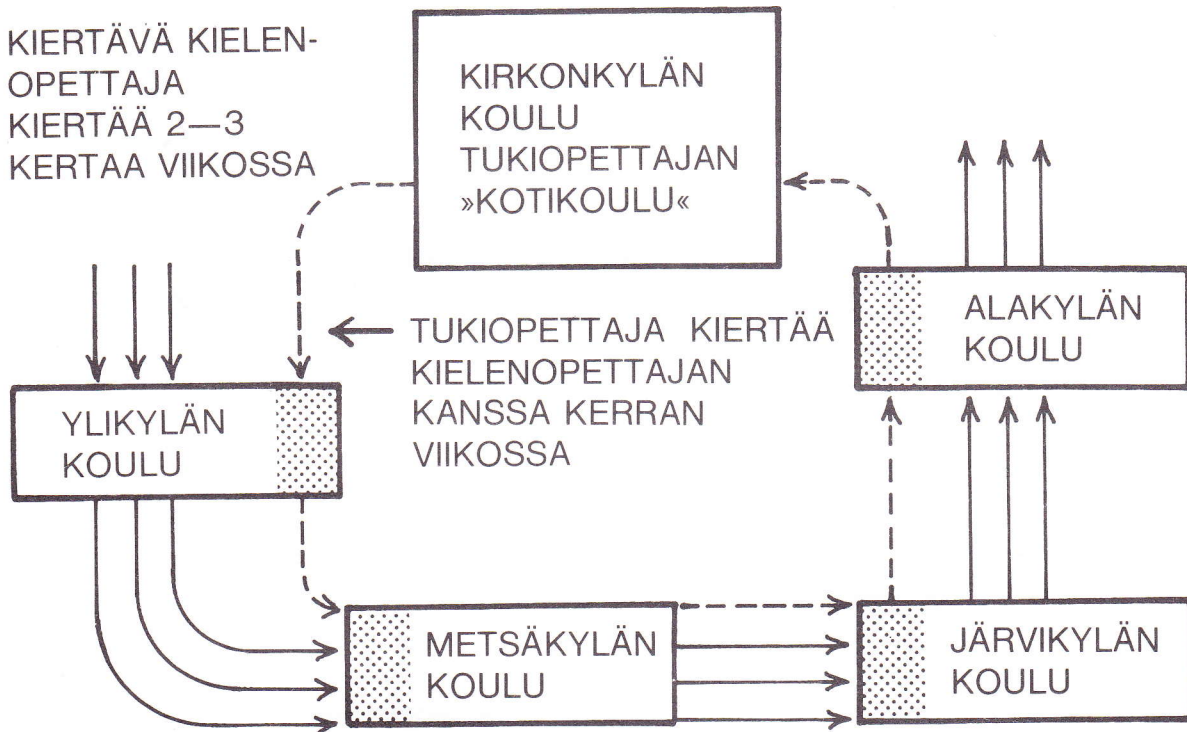 KIERTÄVÄ KIELEN-
OPETTAJA
KIERTÄÄ 2—3
KERTAA VIIKOSSA
KIRKONKYLÄN
KOULU
TUKIOPETTAJAN
»KOTIKOULU«
TUKIOPETTAJA KIERTÄÄ
KIELENOPETTAJAN
KANSSA KERRAN
VIIKOSSA
ALAKYLÄN
KOULU
YLIKYLÄN
KOULU
METSÄKYLÄN
KOULU
JÄRVIKYLÄN
KOULU